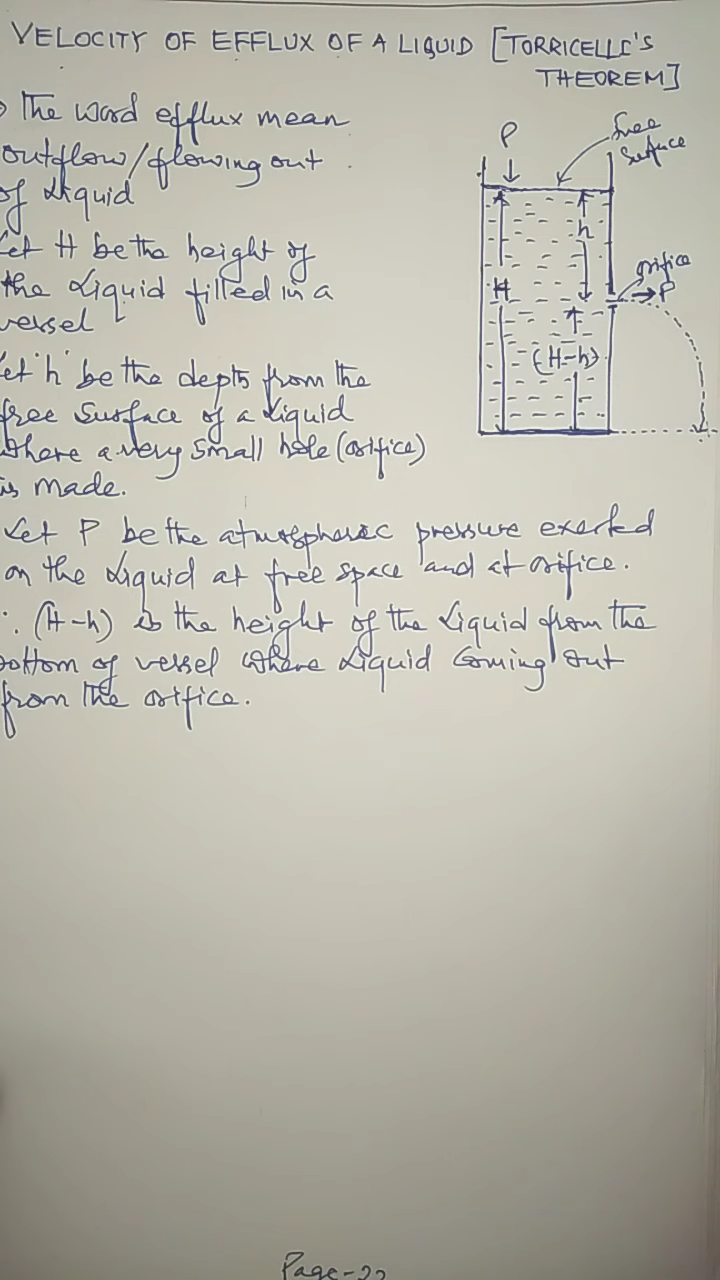 VELOCITY OF EFFLUX OF A LIQUID [TORRICELLI'S
THEOREM]
The word efflux mean
outflow/flowing out
of Liquid
Let H be the height of
the Liquid filled in a
vessel
Let 'h' be the depth from the
free surface of a Liquid
where a very small hole (orifice)
is made.
Let P be the atmospheric pressure exerted
on the Liquid at free space and at orifice.
∴ (H-h) is the height of the Liquid from the
bottom of vessel where Liquid coming out
from the orifice.
P
free
surface
h
H
orifice
P
(H-h)
Page-22